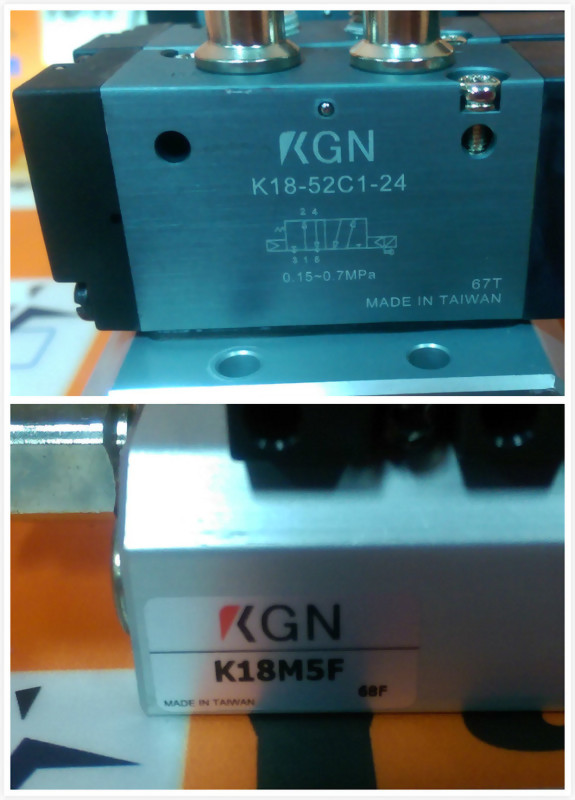 KGN
K18-52C1-24
2 4
3 1 5
0.15~0.7MPa
67T
MADE IN TAIWAN
KGN
K18M5F
68F
MADE IN TAIWAN